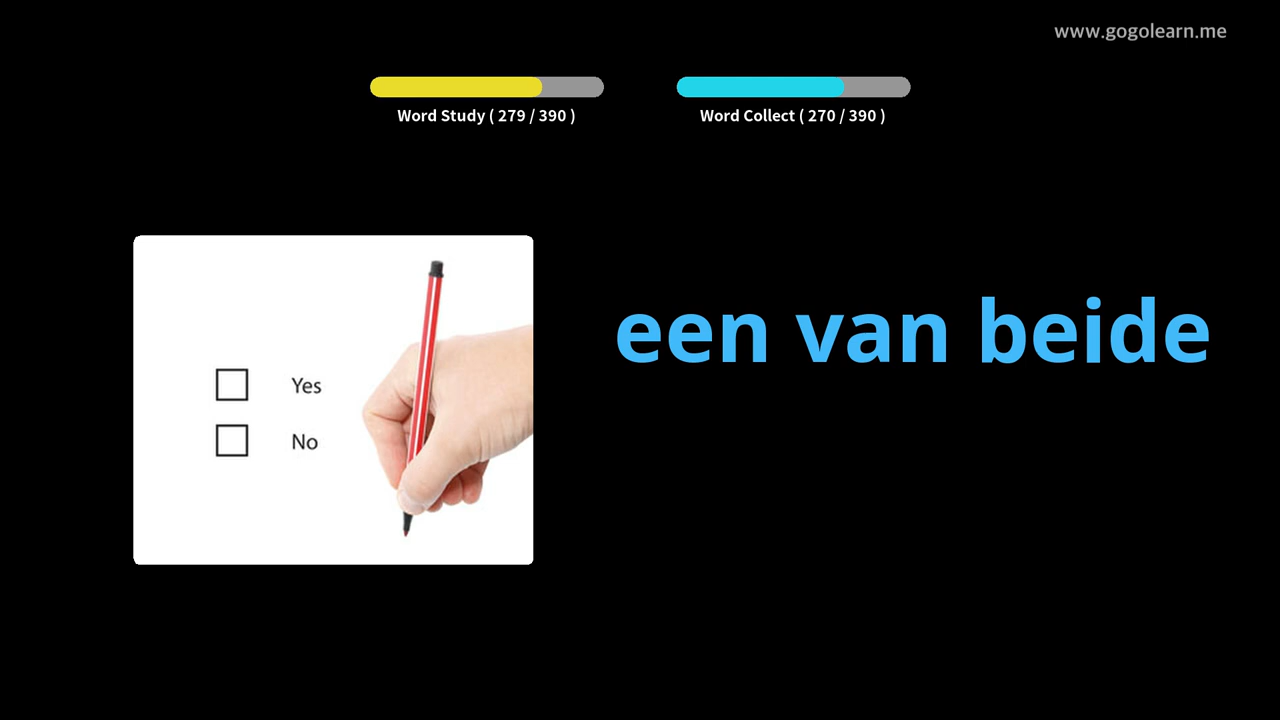 www.gogolearn.me
Word Study ( 279 / 390 )
Word Collect ( 270 / 390 )
een van beide
Yes
No